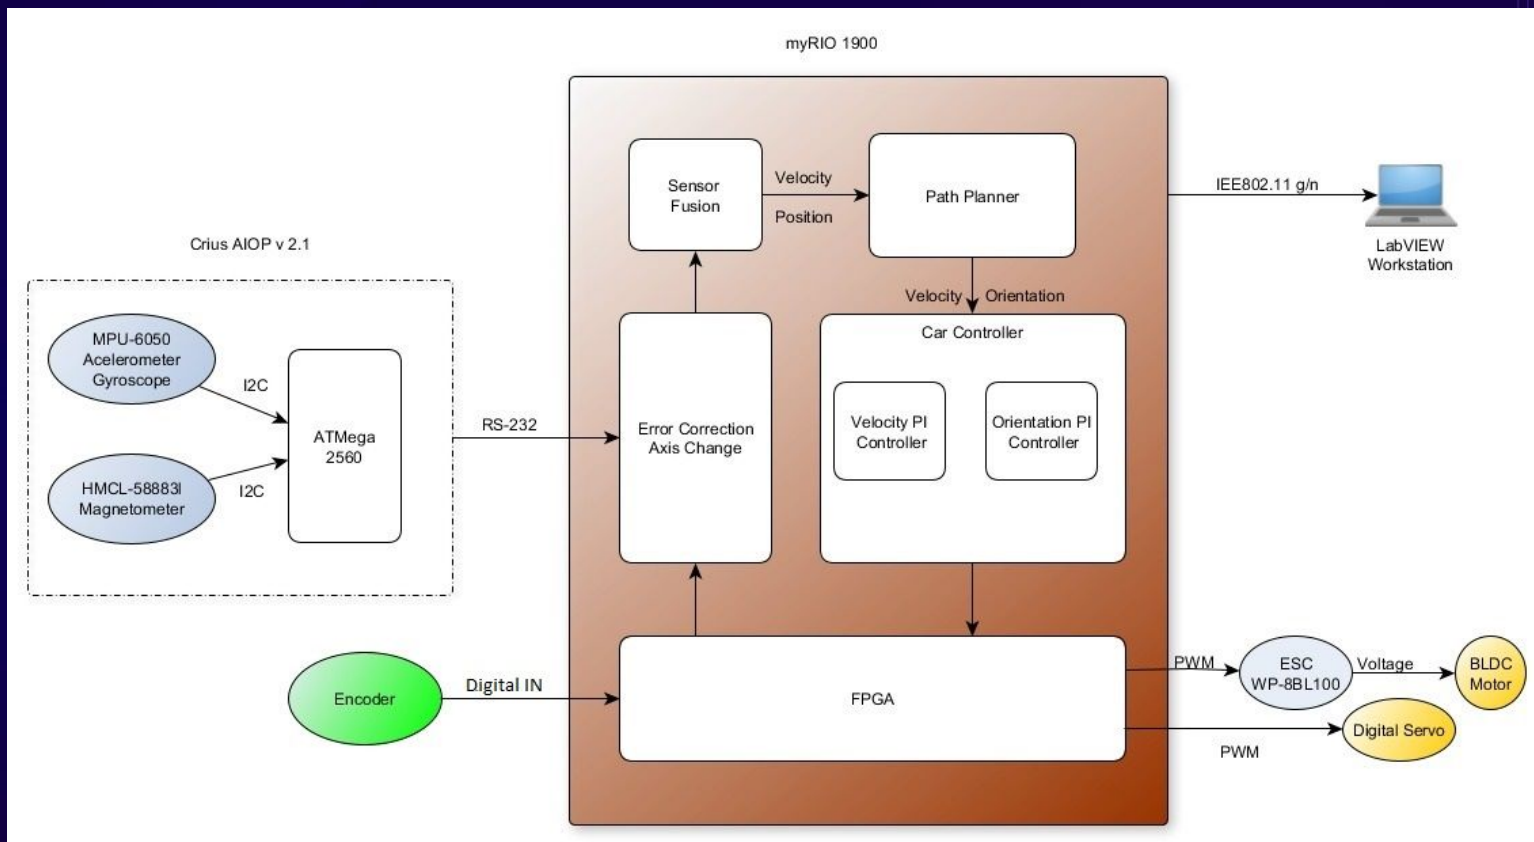 myRIO 1900
Sensor
Fusion
Velocity
Position
Path Planner
IEE802.11 g/n
LabVIEW
Workstation
Crius AIOP v 2.1
MPU-6050
Acelerometer
Gyroscope
I2C
HMCL-58883l
Magnetometer
I2C
ATMega
2560
RS-232
Error Correction
Axis Change
Velocity
Orientation
Car Controller
Velocity PI
Controller
Orientation PI
Controller
Encoder
Digital IN
FPGA
PWM
ESC
WP-8BL100
Voltage
BLDC
Motor
PWM
Digital Servo